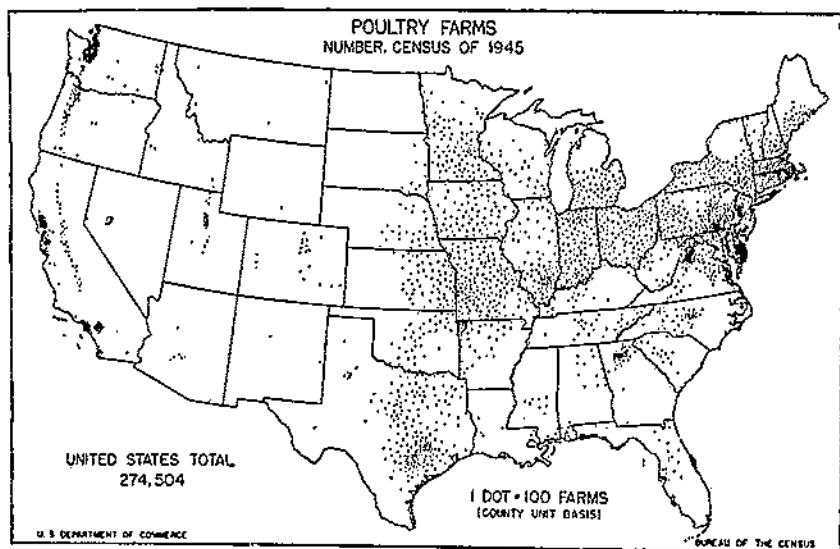 POULTRY FARMS
NUMBER, CENSUS OF 1945
UNITED STATES TOTAL
274,504
1 DOT = 100 FARMS
(COUNTY UNIT BASIS)
U. S DEPARTMENT OF COMMERCE
BUREAU OF THE CENSUS